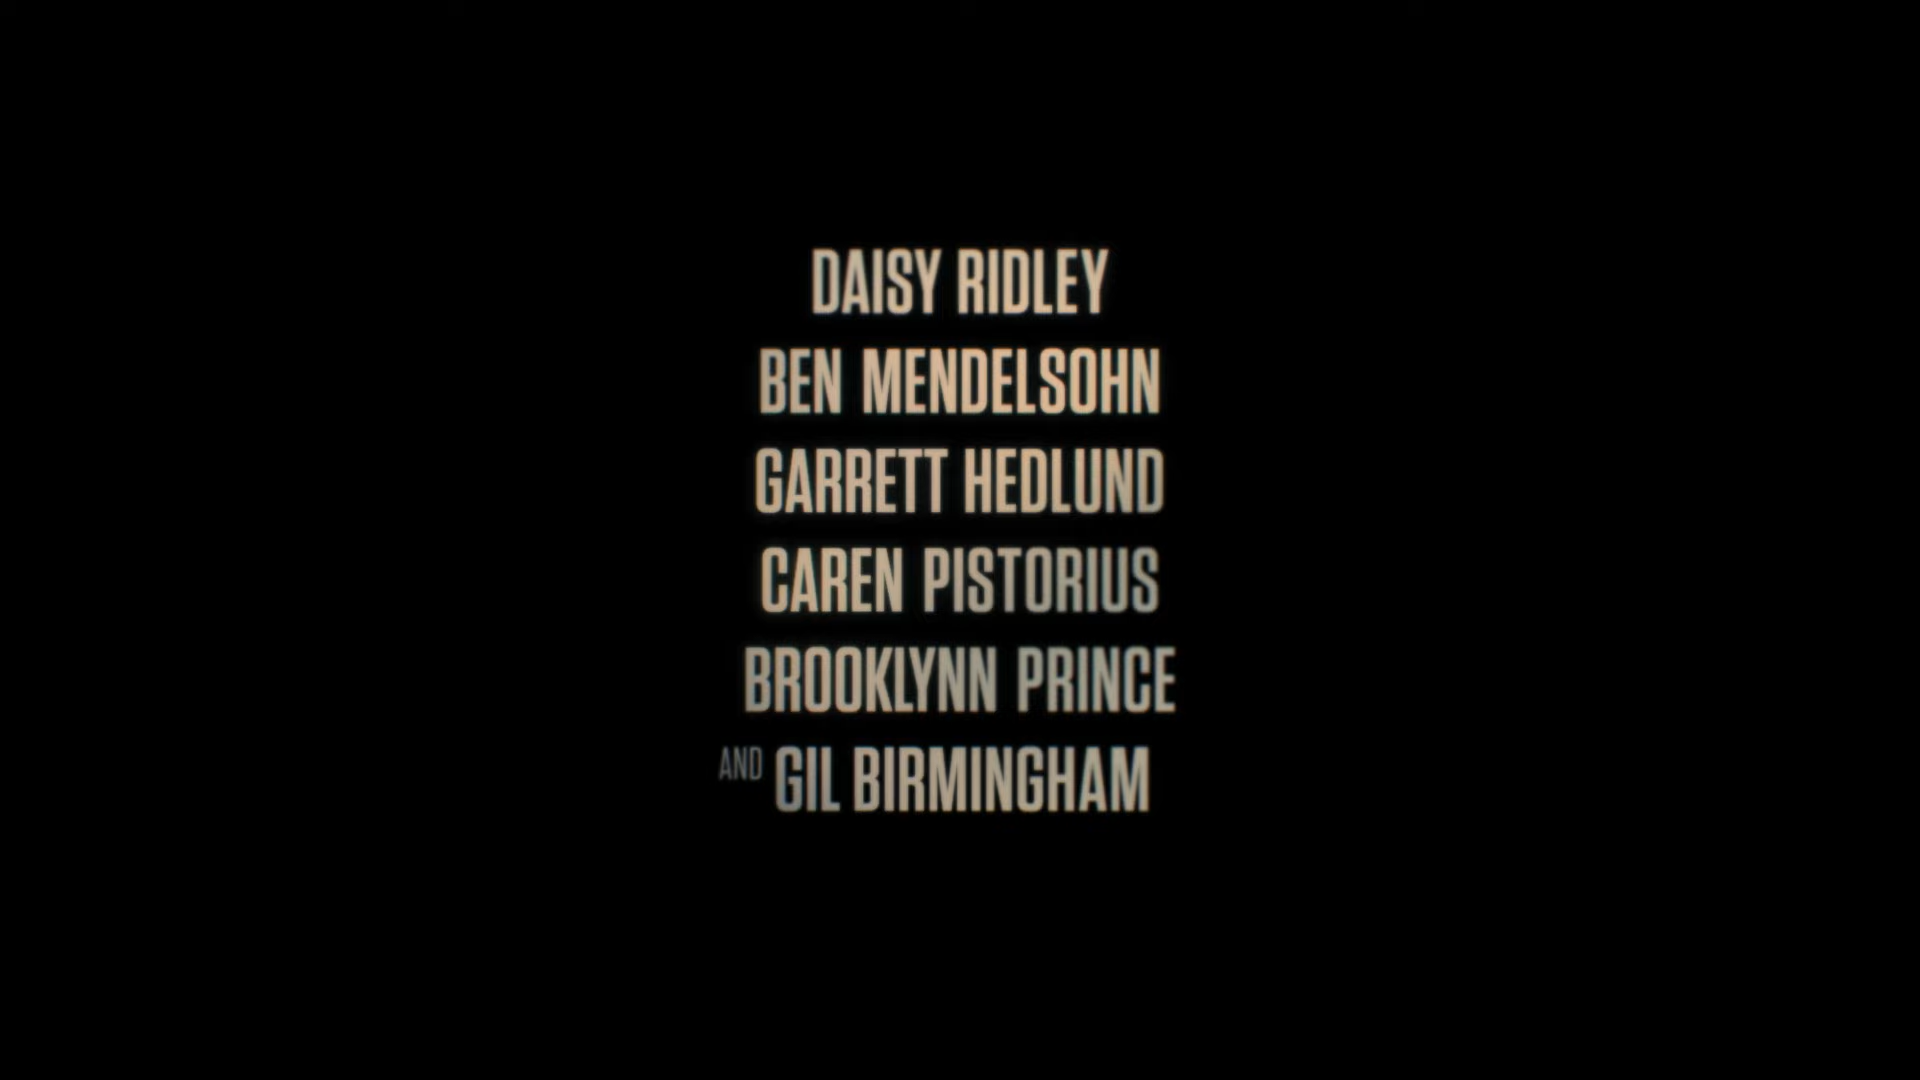 DAISY RIDLEY
BEN MENDELSOHN
GARRETT HEDLUND
CAREN PISTORIUS
BROOKLYNN PRINCE
AND GIL BIRMINGHAM